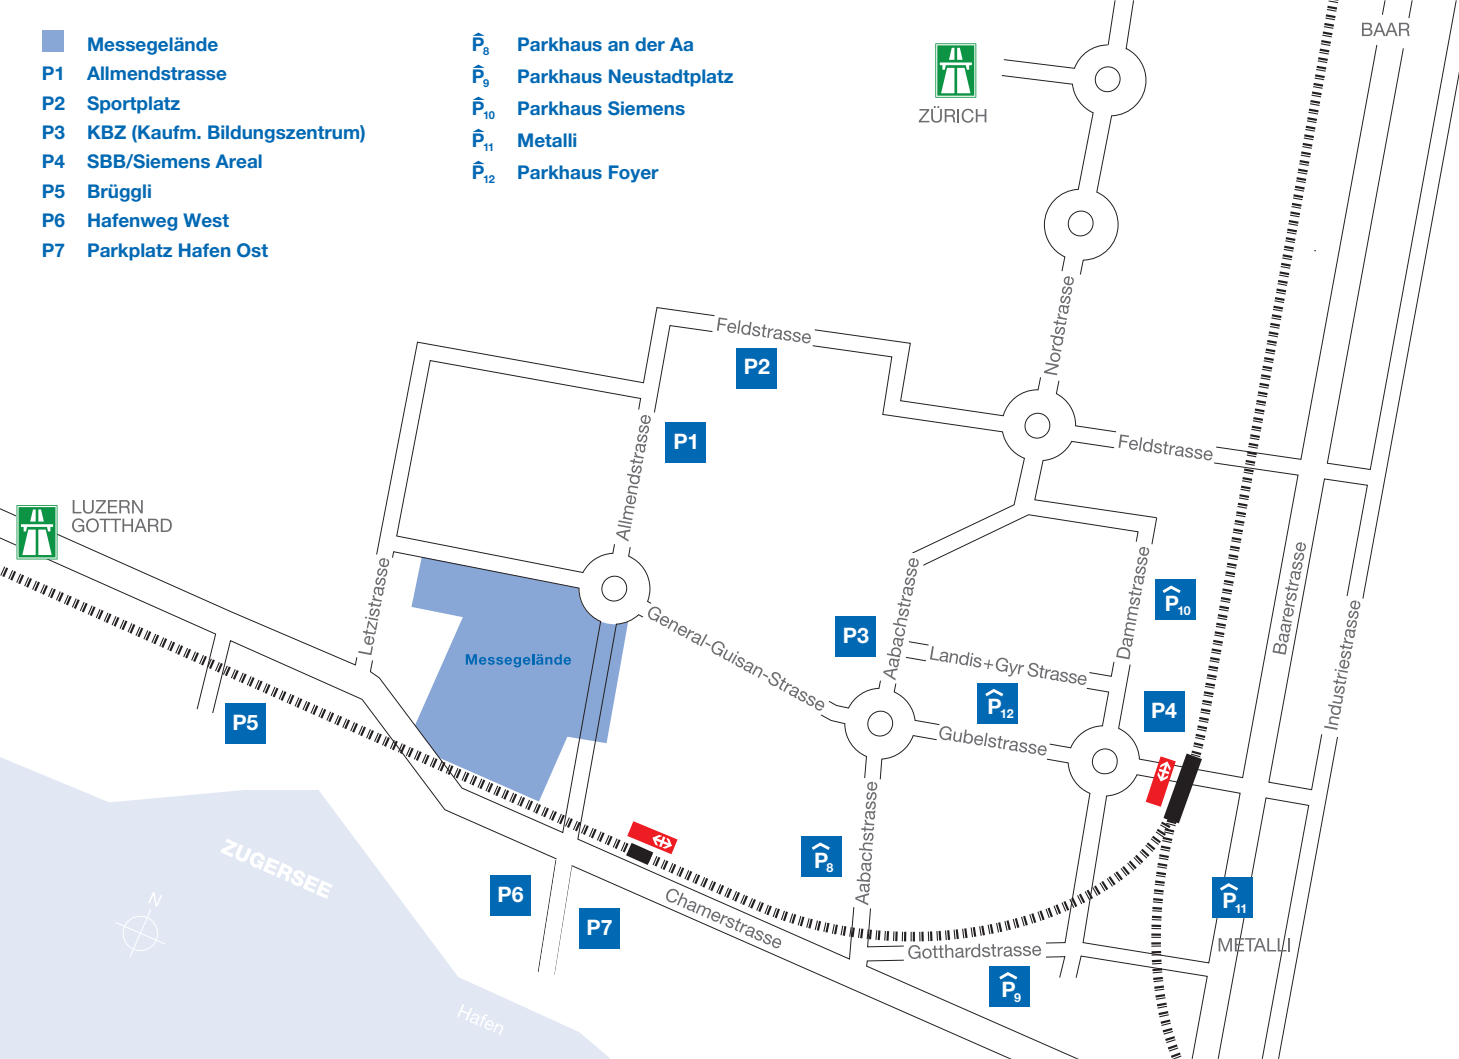 Messegelände
P1 Allmendstrasse
P2 Sportplatz
P3 KBZ (Kaufm. Bildungszentrum)
P4 SBB/Siemens Areal
P5 Brüggli
P6 Hafenweg West
P7 Parkplatz Hafen Ost
P8 Parkhaus an der Aa
P9 Parkhaus Neustadtplatz
P10 Parkhaus Siemens
P11 Metalli
P12 Parkhaus Foyer
BAAR
ZÜRICH
Nordstrasse
Feldstrasse
P2
P1
Allmendstrasse
Feldstrasse
LUZERN
GOTTHARD
Letzistrasse
Messegelände
General-Guisan-Strasse
P3
Aabachstrasse
Landis+Gyr Strasse
Dammstrasse
P10
Baarerstrasse
Industriestrasse
P12
P4
Gubelstrasse
P5
P8
Aabachstrasse
P6
P7
Chamerstrasse
Gotthardstrasse
P9
P11
METALLI
ZUGERSEE
N
Hafen